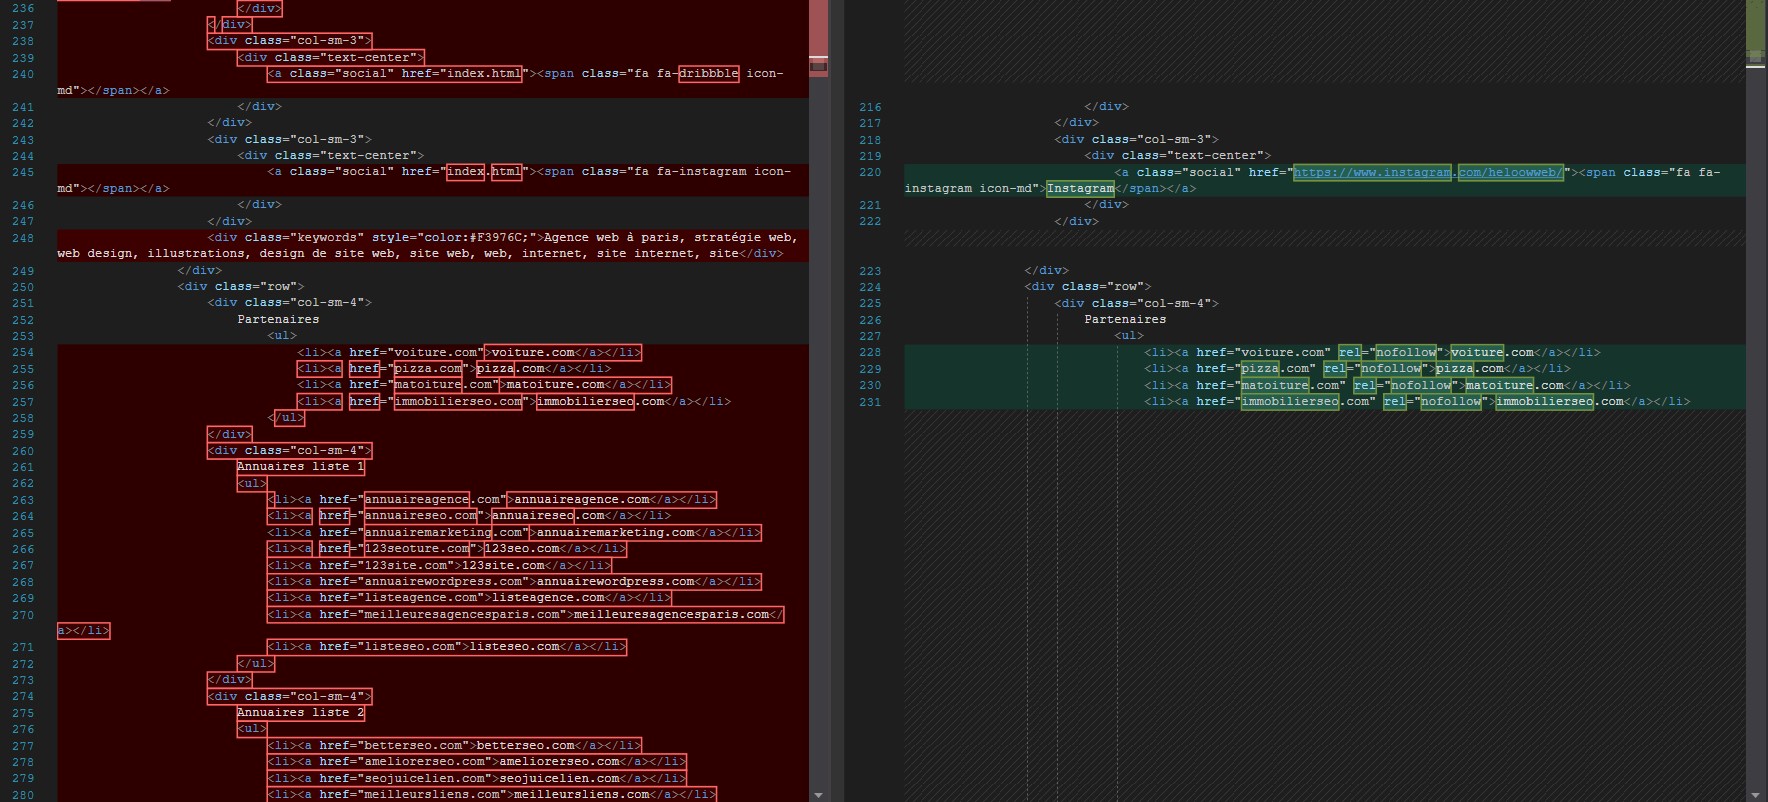 236 </div>
237 </div>
238 <div class="col-sm-3">
239 <div class="text-center">
240 <a class="social" href="index.html"><span class="fa fa-dribbble icon-
md"></span></a>
241 </div>
242 </div>
243 <div class="col-sm-3">
244 <div class="text-center">
245 <a class="social" href="index.html"><span class="fa fa-instagram icon-
md"></span></a>
246 </div>
247 </div>
248 <div class="keywords" style="color:#F3976C;">Agence web à paris, stratégie web,
web design, illustrations, design de site web, site web, web, internet, site internet, site</div>
249 </div>
250 <div class="row">
251 <div class="col-sm-4">
252 Partenaires
253 <ul>
254 <li><a href="voiture.com">voiture.com</a></li>
255 <li><a href="pizza.com">pizza.com</a></li>
256 <li><a href="matoiture.com">matoiture.com</a></li>
257 <li><a href="immobilierseo.com">immobilierseo.com</a></li>
258 </ul>
259 </div>
260 <div class="col-sm-4">
261 Annuaires liste 1
262 <ul>
263 <li><a href="annuaireagence.com">annuaireagence.com</a></li>
264 <li><a href="annuaireseo.com">annuaireseo.com</a></li>
265 <li><a href="annuairemarketing.com">annuairemarketing.com</a></li>
266 <li><a href="123seoture.com">123seo.com</a></li>
267 <li><a href="123site.com">123site.com</a></li>
268 <li><a href="annuairewordpress.com">annuairewordpress.com</a></li>
269 <li><a href="listeagence.com">listeagence.com</a></li>
270 <li><a href="meilleuresagencesparis.com">meilleuresagencesparis.com</
a></li>
271 <li><a href="listeseo.com">listeseo.com</a></li>
272 </ul>
273 </div>
274 <div class="col-sm-4">
275 Annuaires liste 2
276 <ul>
277 <li><a href="betterseo.com">betterseo.com</a></li>
278 <li><a href="ameliorerseo.com">ameliorerseo.com</a></li>
279 <li><a href="seojuicelien.com">seojuicelien.com</a></li>
280 <li><a href="meilleursliens.com">meilleursliens.com</a></li>
216 </div>
217 </div>
218 <div class="col-sm-3">
219 <div class="text-center">
220 <a class="social" href="https://www.instagram.com/heloowweb/"><span class="fa fa-
instagram icon-md">Instagram</span></a>
221 </div>
222 </div>
223 </div>
224 <div class="row">
225 <div class="col-sm-4">
226 Partenaires
227 <ul>
228 <li><a href="voiture.com" rel="nofollow">voiture.com</a></li>
229 <li><a href="pizza.com" rel="nofollow">pizza.com</a></li>
230 <li><a href="matoiture.com" rel="nofollow">matoiture.com</a></li>
231 <li><a href="immobilierseo.com" rel="nofollow">immobilierseo.com</a></li>